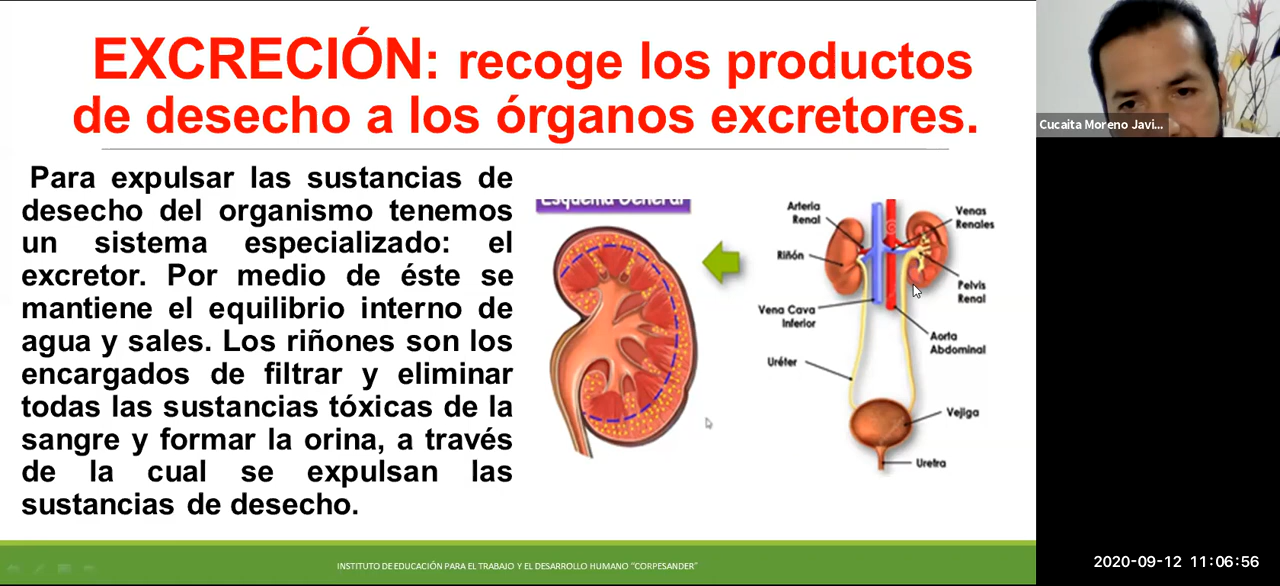 EXCRECIÓN: recoge los productos
de desecho a los órganos excretores.
Para expulsar las sustancias de
desecho del organismo tenemos
un sistema especializado: el
excretor. Por medio de éste se
mantiene el equilibrio interno de
agua y sales. Los riñones son los
encargados de filtrar y eliminar
todas las sustancias tóxicas de la
sangre y formar la orina, a través
de la cual se expulsan las
sustancias de desecho.
Esquema General
Arteria
Renal
Venas
Renales
Riñón
Pelvis
Renal
Vena Cava
Inferior
Aorta
Abdominal
Uréter
Vejiga
Uretra
INSTITUTO DE EDUCACIÓN PARA EL TRABAJO Y EL DESARROLLO HUMANO "CORPESANDER"
Cucaita Moreno Javi...
2020-09-12 11:06:56